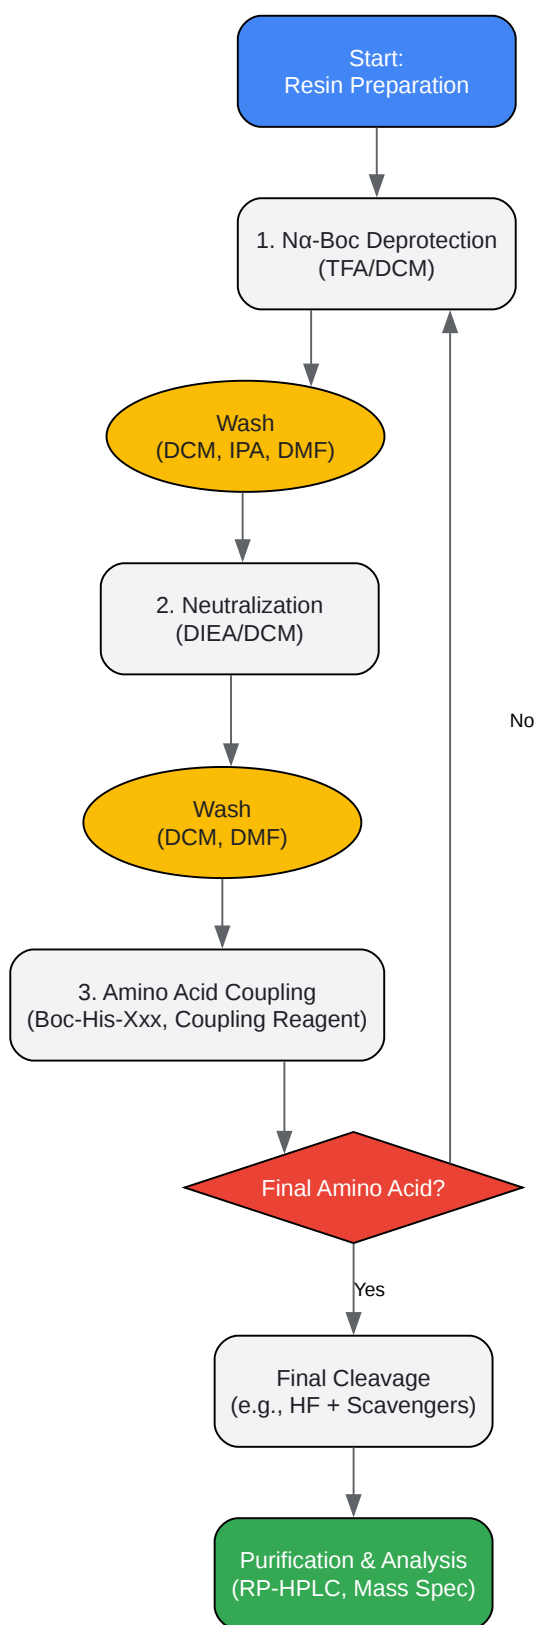 Start:
Resin Preparation
1. Nα-Boc Deprotection
(TFA/DCM)
Wash
(DCM, IPA, DMF)
2. Neutralization
(DIEA/DCM)
No
Wash
(DCM, DMF)
3. Amino Acid Coupling
(Boc-His-Xxx, Coupling Reagent)
Final Amino Acid?
Yes
Final Cleavage
(e.g., HF + Scavengers)
Purification & Analysis
(RP-HPLC, Mass Spec)